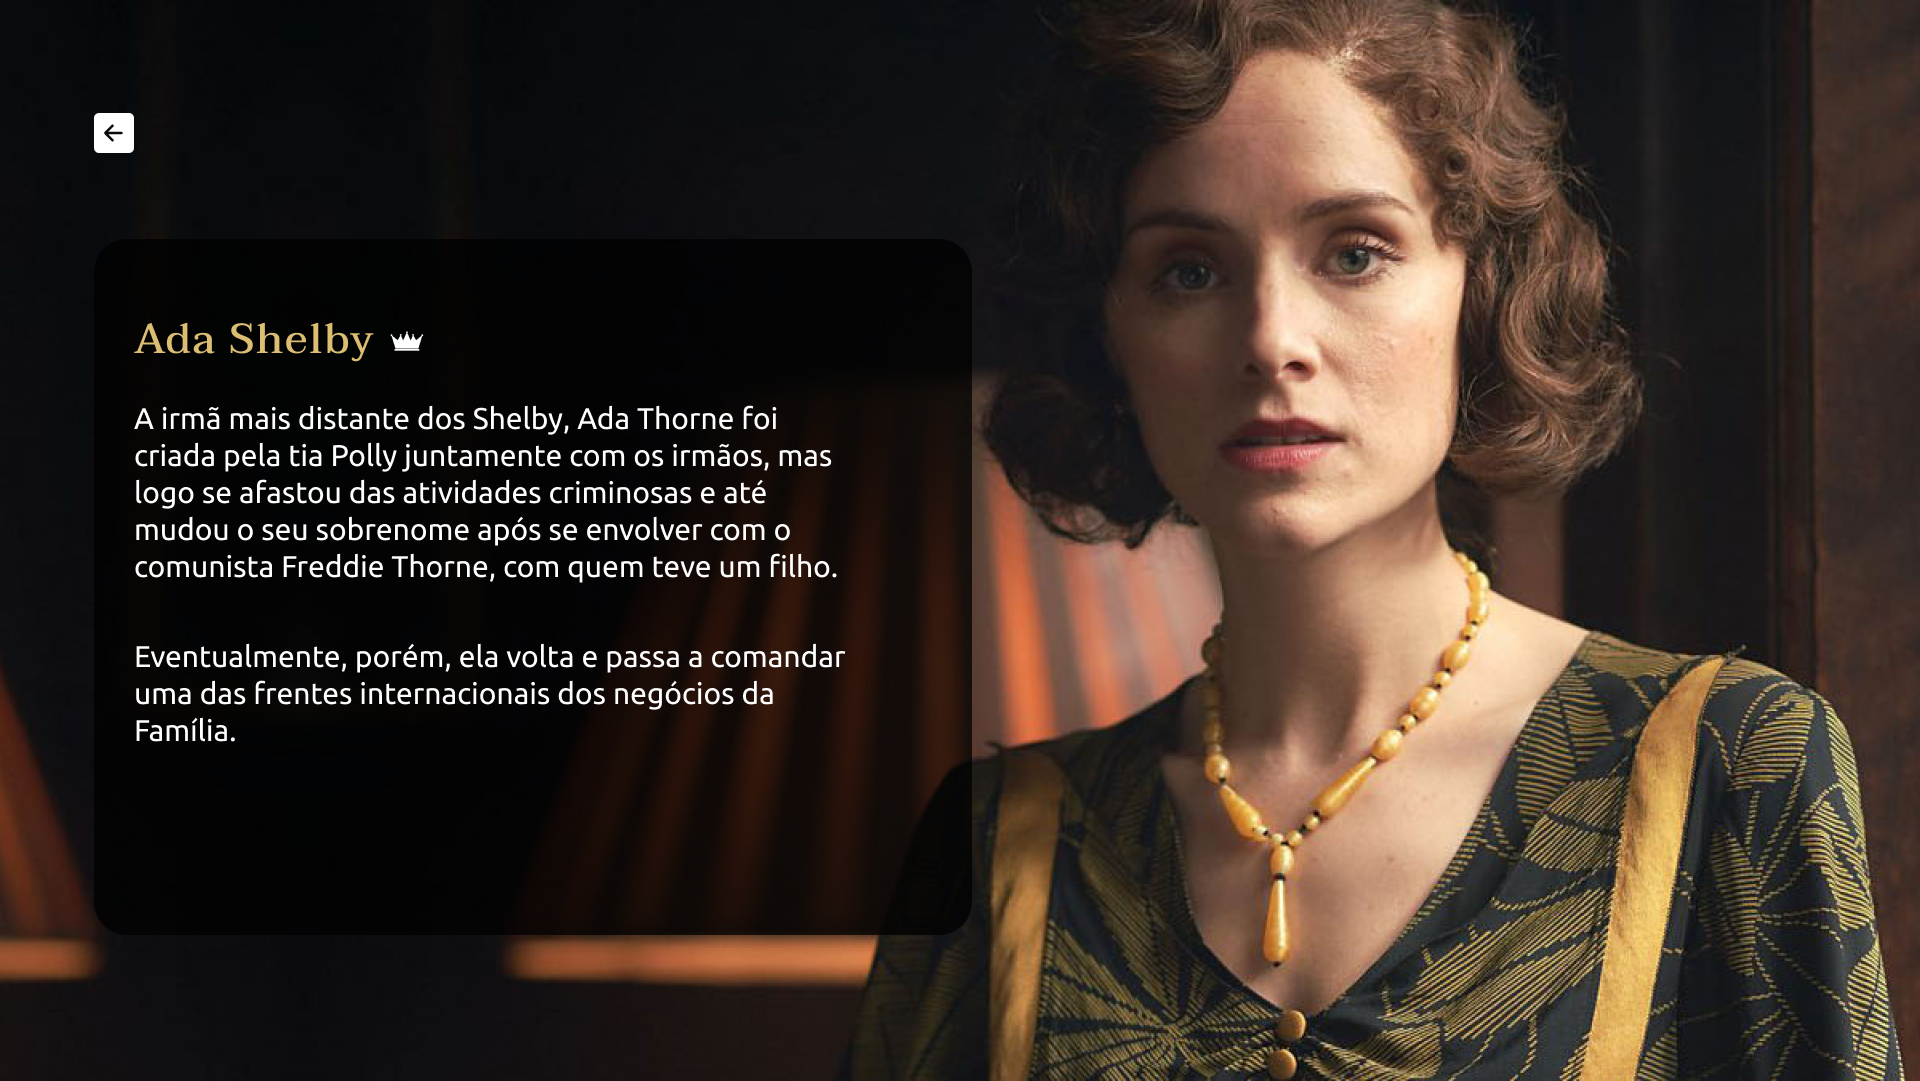 Ada Shelby
A irmã mais distante dos Shelby, Ada Thorne foi
criada pela tia Polly juntamente com os irmãos, mas
logo se afastou das atividades criminosas e até
mudou o seu sobrenome após se envolver com o
comunista Freddie Thorne, com quem teve um filho.
Eventualmente, porém, ela volta e passa a comandar
uma das frentes internacionais dos negócios da
Família.